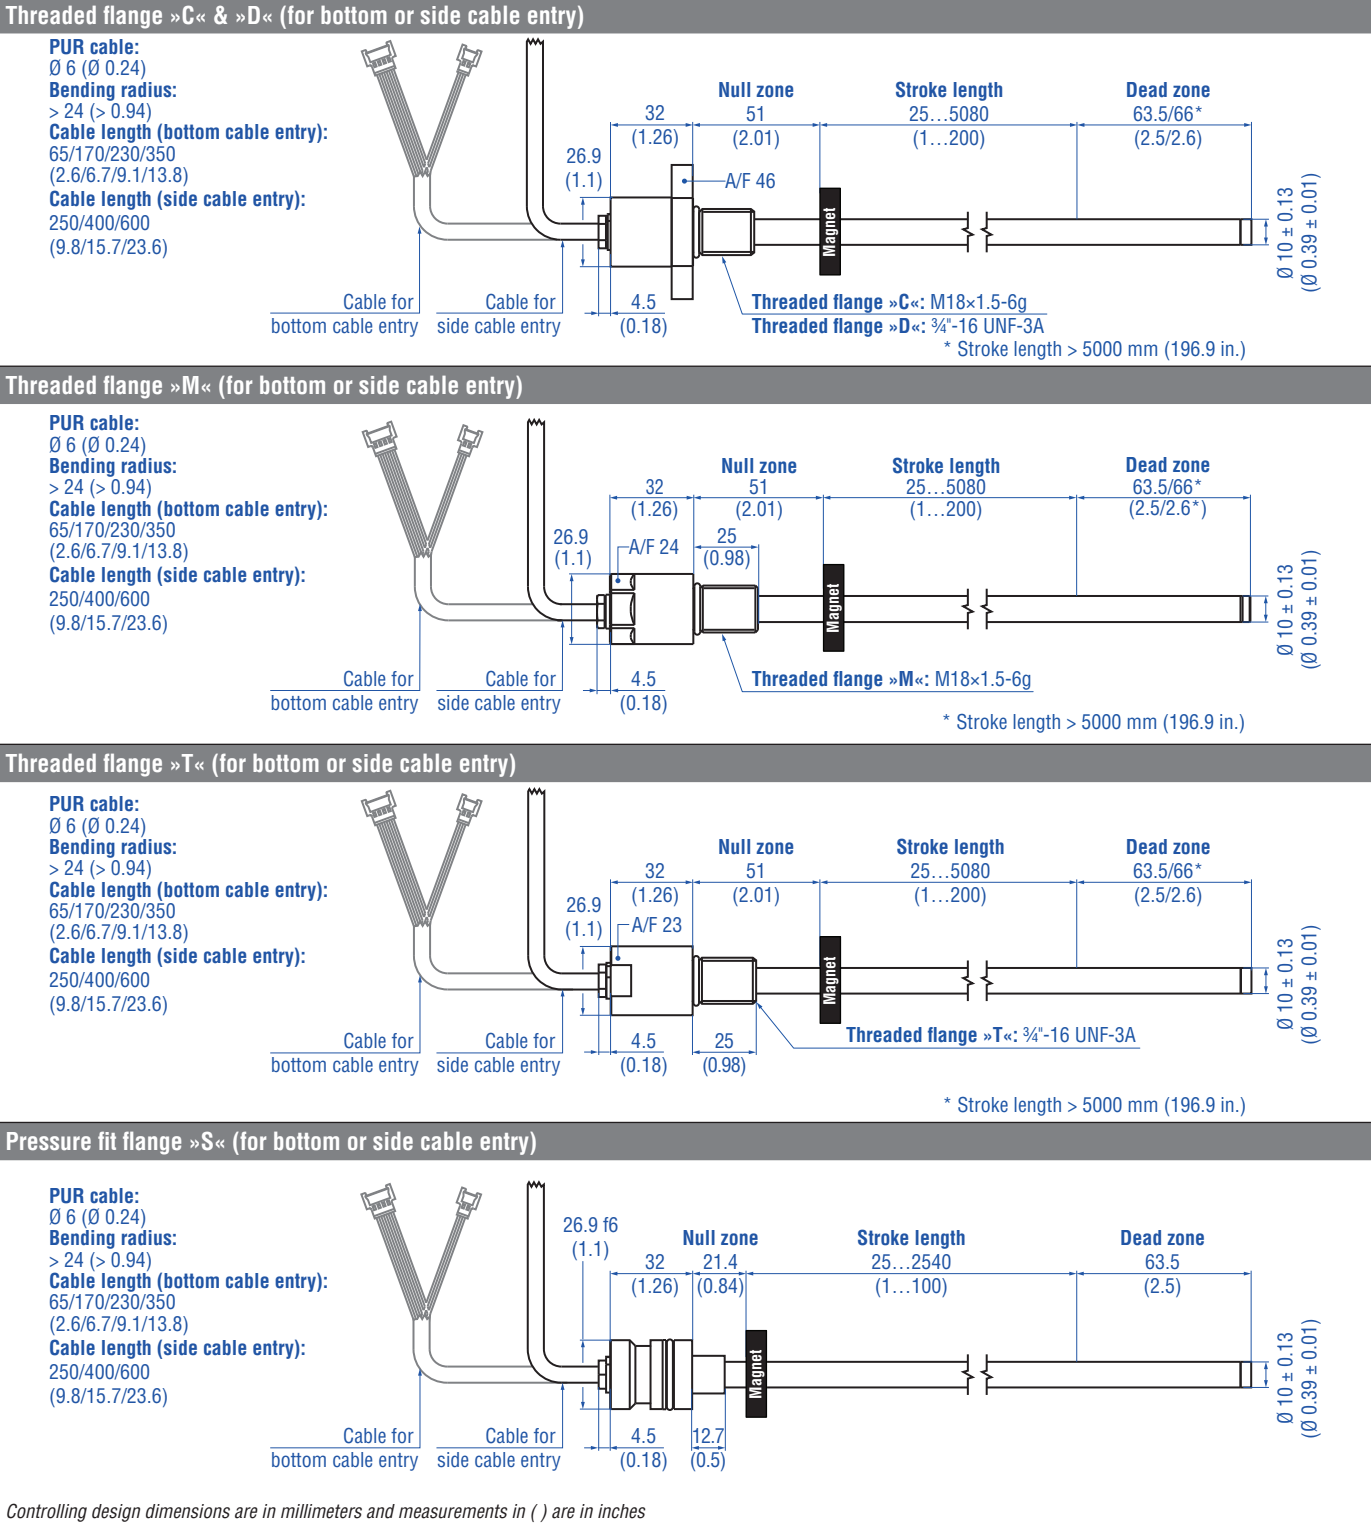 Threaded flange »C« & »D« (for bottom or side cable entry)
PUR cable:
Ø 6 (Ø 0.24)
Bending radius:
> 24 (> 0.94)
Cable length (bottom cable entry):
65/170/230/350
(2.6/6.7/9.1/13.8)
Cable length (side cable entry):
250/400/600
(9.8/15.7/23.6)
Null zone
Stroke length
Dead zone
32
51
25…5080
63.5/66*
(1.26)
(2.01)
(1…200)
(2.5/2.6)
26.9
(1.1)
A/F 46
Magnet
Ø 10 ± 0.13
(Ø 0.39 ± 0.01)
Cable for
bottom cable entry
Cable for
side cable entry
4.5
(0.18)
Threaded flange »C«: M18×1.5-6g
Threaded flange »D«: ¾"-16 UNF-3A
* Stroke length > 5000 mm (196.9 in.)
Threaded flange »M« (for bottom or side cable entry)
PUR cable:
Ø 6 (Ø 0.24)
Bending radius:
> 24 (> 0.94)
Cable length (bottom cable entry):
65/170/230/350
(2.6/6.7/9.1/13.8)
Cable length (side cable entry):
250/400/600
(9.8/15.7/23.6)
Null zone
Stroke length
Dead zone
32
51
25…5080
63.5/66*
(1.26)
(2.01)
(1…200)
(2.5/2.6*)
26.9
(1.1)
A/F 24
25
(0.98)
Magnet
Ø 10 ± 0.13
(Ø 0.39 ± 0.01)
Cable for
bottom cable entry
Cable for
side cable entry
4.5
(0.18)
Threaded flange »M«: M18×1.5-6g
* Stroke length > 5000 mm (196.9 in.)
Threaded flange »T« (for bottom or side cable entry)
PUR cable:
Ø 6 (Ø 0.24)
Bending radius:
> 24 (> 0.94)
Cable length (bottom cable entry):
65/170/230/350
(2.6/6.7/9.1/13.8)
Cable length (side cable entry):
250/400/600
(9.8/15.7/23.6)
Null zone
Stroke length
Dead zone
32
51
25…5080
63.5/66*
(1.26)
(2.01)
(1…200)
(2.5/2.6)
26.9
(1.1)
A/F 23
Magnet
Ø 10 ± 0.13
(Ø 0.39 ± 0.01)
Cable for
bottom cable entry
Cable for
side cable entry
4.5
(0.18)
25
(0.98)
Threaded flange »T«: ¾"-16 UNF-3A
* Stroke length > 5000 mm (196.9 in.)
Pressure fit flange »S« (for bottom or side cable entry)
PUR cable:
Ø 6 (Ø 0.24)
Bending radius:
> 24 (> 0.94)
Cable length (bottom cable entry):
65/170/230/350
(2.6/6.7/9.1/13.8)
Cable length (side cable entry):
250/400/600
(9.8/15.7/23.6)
26.9 f6
(1.1)
Null zone
Stroke length
Dead zone
32
21.4
25…2540
63.5
(1.26)
(0.84)
(1…100)
(2.5)
Magnet
Ø 10 ± 0.13
(Ø 0.39 ± 0.01)
Cable for
bottom cable entry
Cable for
side cable entry
4.5
(0.18)
12.7
(0.5)
Controlling design dimensions are in millimeters and measurements in ( ) are in inches